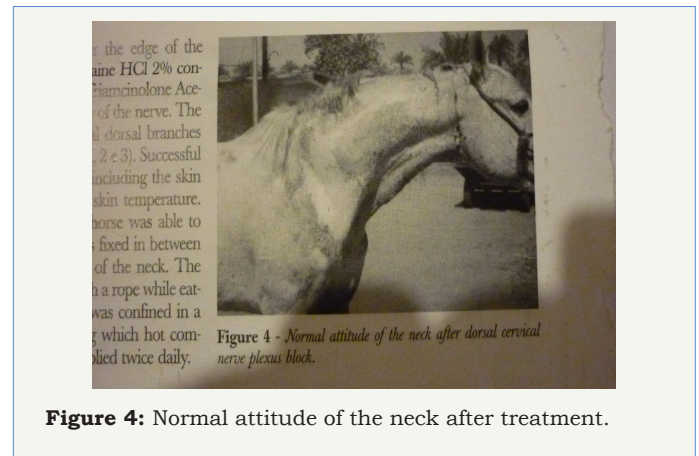 r the edge of the
aine HCl 2% con-
riamcinolone Ace-
of the nerve. The
l dorsal branches
, 2 e 3). Successful
including the skin
skin temperature.
horse was able to
s fixed in between
of the neck. The
h a rope while eat-
was confined in a
g which hot com-
plied twice daily.
Figure 4 - Normal attitude of the neck after dorsal cervical
nerve plexus block.
Figure 4: Normal attitude of the neck after treatment.